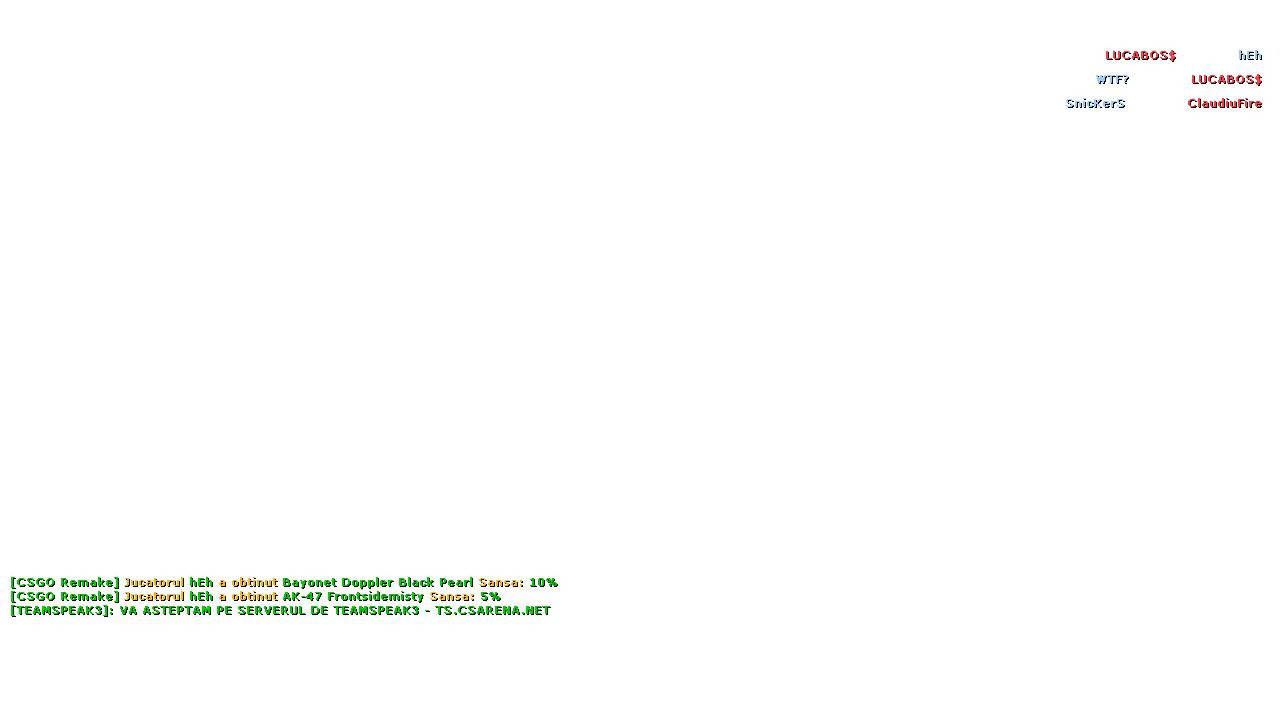 LUCABOS$ hEh
WTF? LUCABOS$
SnicKerS ClaudiuFire
[CSGO Remake] Jucatorul hEh a obtinut Bayonet Doppler Black Pearl Sansa: 10%
[CSGO Remake] Jucatorul hEh a obtinut AK-47 Frontsidemisty Sansa: 5%
[TEAMSPEAK3]: VA ASTEPTAM PE SERVERUL DE TEAMSPEAK3 - TS.CSARENA.NET